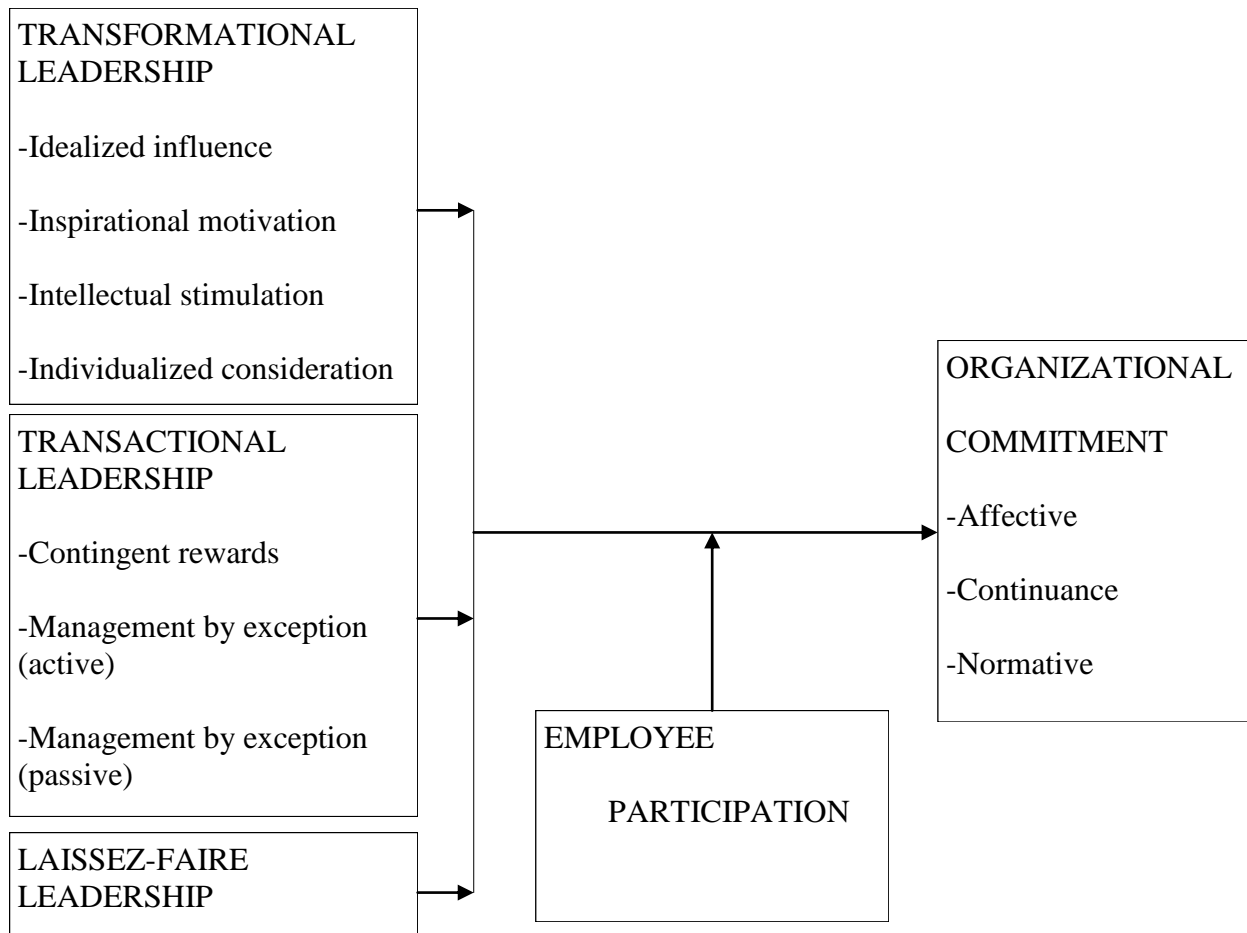 TRANSFORMATIONAL
LEADERSHIP
-Idealized influence
-Inspirational motivation
-Intellectual stimulation
-Individualized consideration
TRANSACTIONAL
LEADERSHIP
-Contingent rewards
-Management by exception
(active)
-Management by exception
(passive)
LAISSEZ-FAIRE
LEADERSHIP
EMPLOYEE
PARTICIPATION
ORGANIZATIONAL
COMMITMENT
-Affective
-Continuance
-Normative